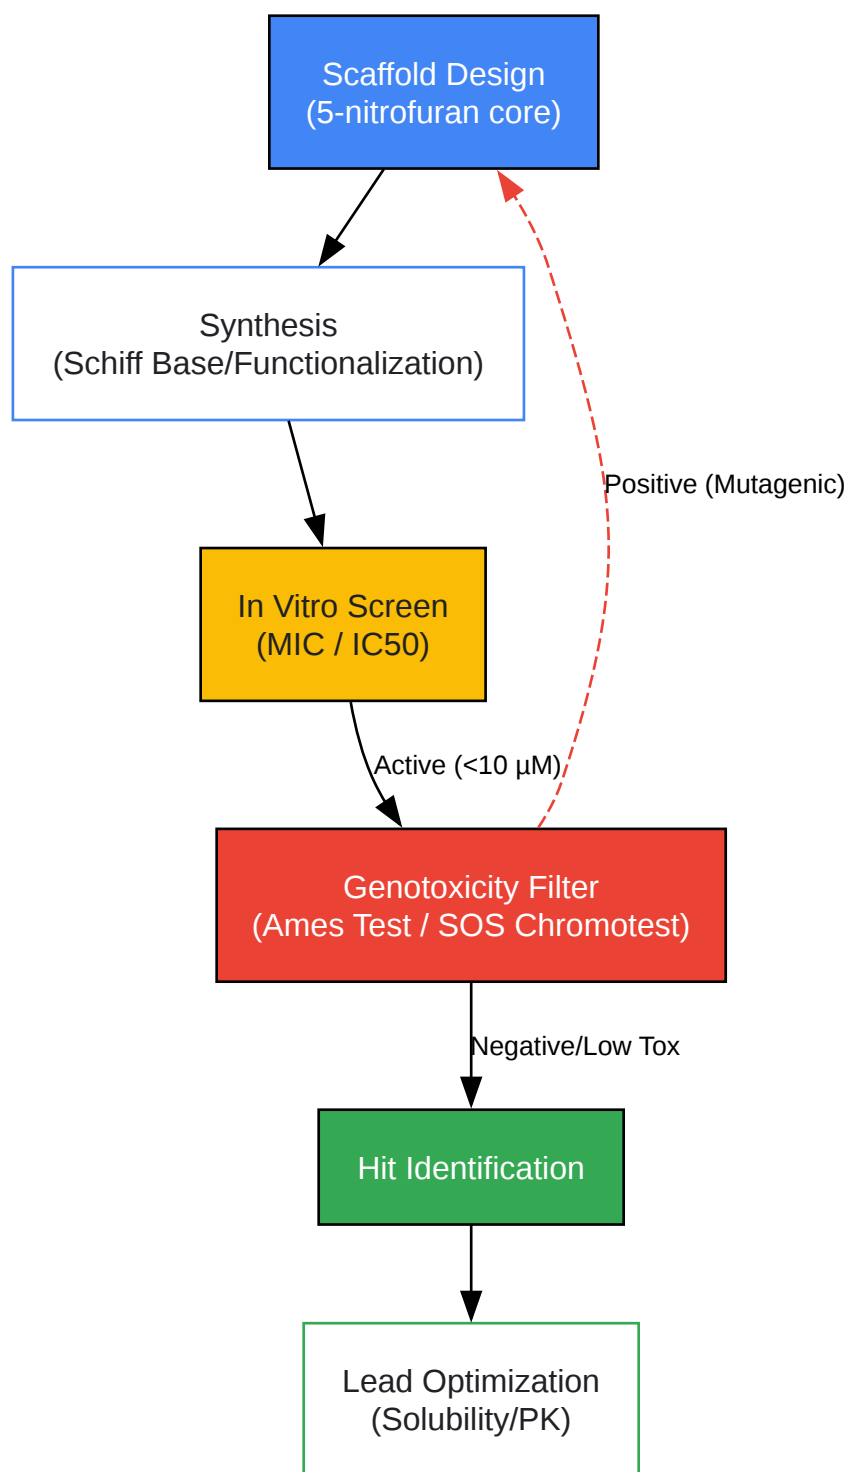 Scaffold Design
(5-nitrofuran core)
Synthesis
(Schiff Base/Functionalization)
Positive (Mutagenic)
In Vitro Screen
(MIC / IC50)
Active (<10 µM)
Genotoxicity Filter
(Ames Test / SOS Chromotest)
Negative/Low Tox
Hit Identification
Lead Optimization
(Solubility/PK)